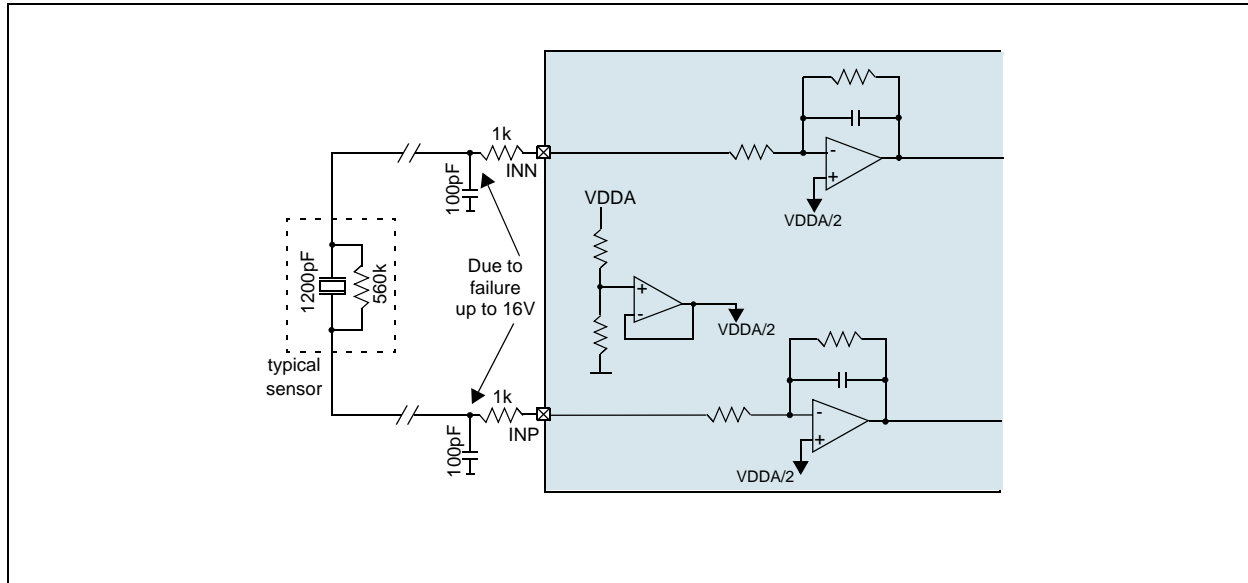 1k
INN
100pF
-
+
VDDA/2
VDDA
1200pF
560k
Due to
failure
up to 16V
+
-
VDDA/2
typical
sensor
1k
INP
100pF
-
+
VDDA/2